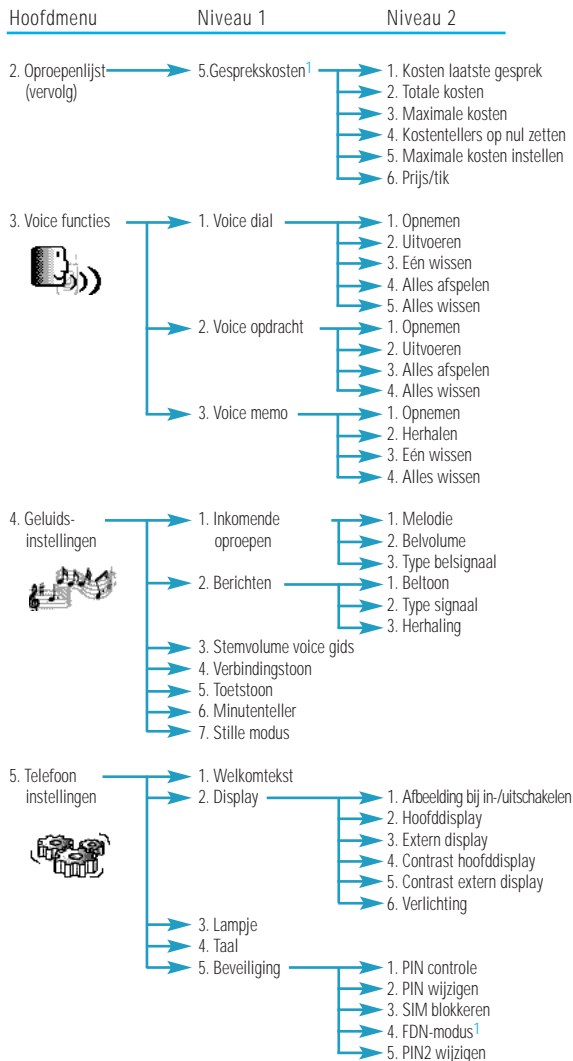 Hoofdmenu Niveau 1 Niveau 2
2. Oproepenlijst (vervolg)
5.Gesprekskosten1
1. Kosten laatste gesprek
2. Totale kosten
3. Maximale kosten
4. Kostentellers op nul zetten
5. Maximale kosten instellen
6. Prijs/tik
3. Voice functies
1. Voice dial
1. Opnemen
2. Uitvoeren
3. Eén wissen
4. Alles afspelen
5. Alles wissen
2. Voice opdracht
1. Opnemen
2. Uitvoeren
3. Alles afspelen
4. Alles wissen
3. Voice memo
1. Opnemen
2. Herhalen
3. Eén wissen
4. Alles wissen
4. Geluids-
instellingen
1. Inkomende
oproepen
1. Melodie
2. Belvolume
3. Type belsignaal
2. Berichten
1. Beltoon
2. Type signaal
3. Herhaling
3. Stemvolume voice gids
4. Verbindingstoon
5. Toetstoon
6. Minutenteller
7. Stille modus
5. Telefoon
instellingen
1. Welkomtekst
2. Display
1. Afbeelding bij in-/uitschakelen
2. Hoofddisplay
3. Extern display
4. Contrast hoofddisplay
5. Contrast extern display
6. Verlichting
3. Lampje
4. Taal
5. Beveiliging
1. PIN controle
2. PIN wijzigen
3. SIM blokkeren
4. FDN-modus1
5. PIN2 wijzigen